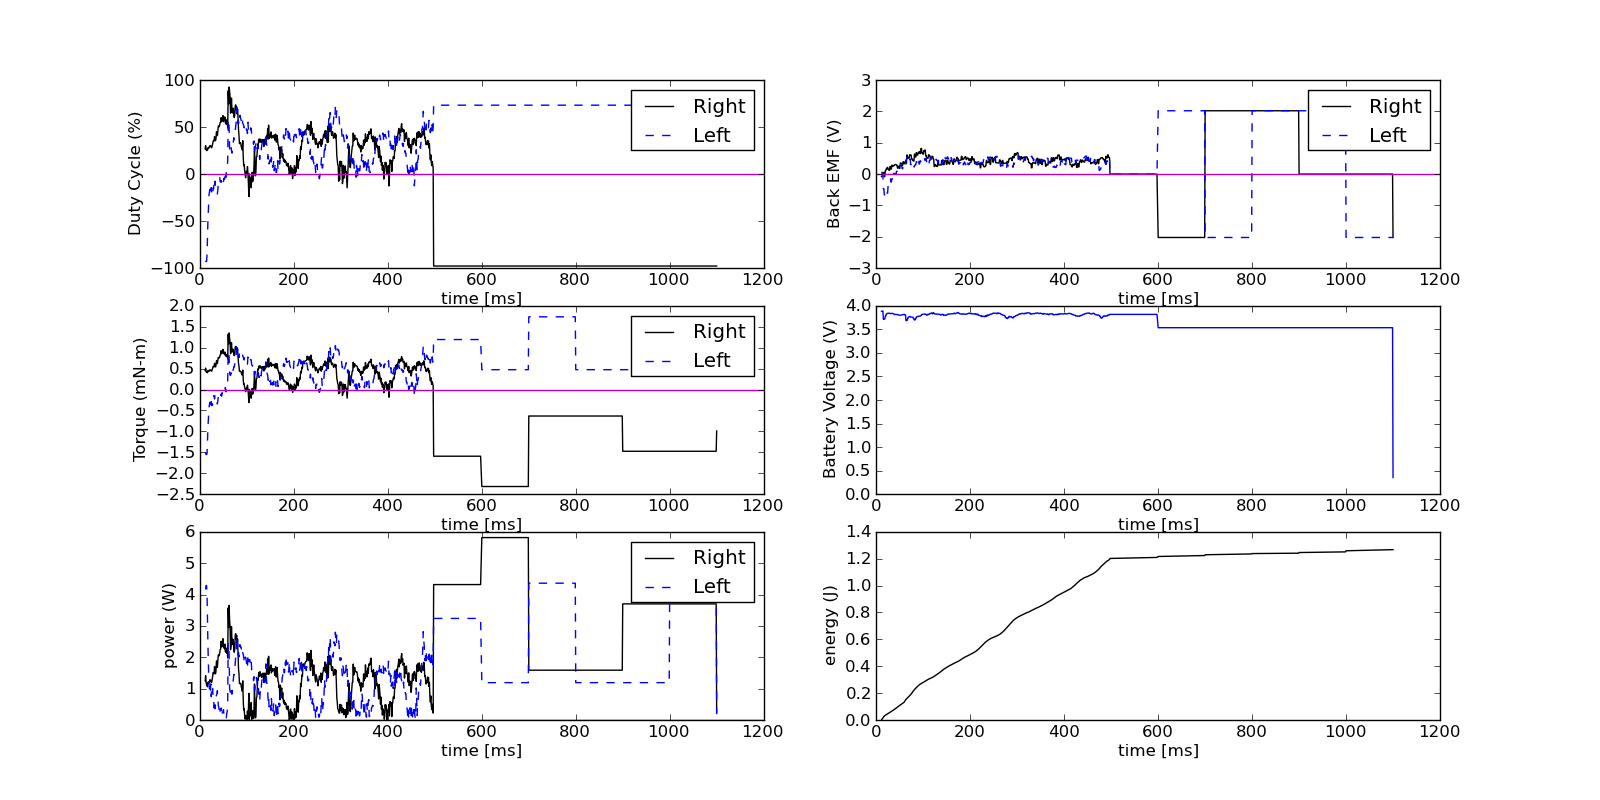 Duty Cycle (%)
100
50
0
−50
−100
0 200 400 600 800 1000 1200
time [ms]
Right
Left
Back EMF (V)
3
2
1
0
−1
−2
−3
0 200 400 600 800 1000 1200
time [ms]
Right
Left
Torque (mN-m)
2.0
1.5
1.0
0.5
0.0
−0.5
−1.0
−1.5
−2.0
−2.5
0 200 400 600 800 1000 1200
time [ms]
Right
Left
Battery Voltage (V)
4.0
3.5
3.0
2.5
2.0
1.5
1.0
0.5
0.0
0 200 400 600 800 1000 1200
time [ms]
power (W)
6
5
4
3
2
1
0
0 200 400 600 800 1000 1200
time [ms]
Right
Left
energy (J)
1.4
1.2
1.0
0.8
0.6
0.4
0.2
0.0
0 200 400 600 800 1000 1200
time [ms]